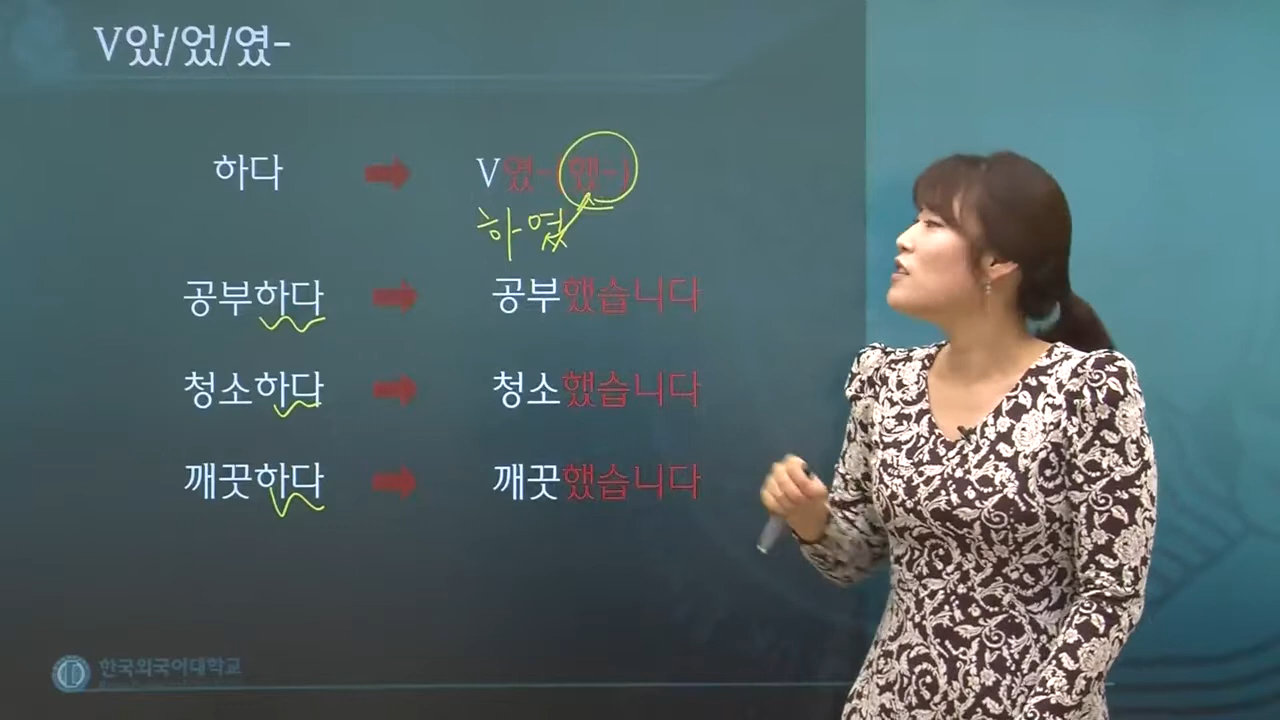 V았/었/였-
하다 V였-(했-)
하였
공부하다 공부했습니다
청소하다 청소했습니다
깨끗하다 깨끗했습니다
한국외국어대학교